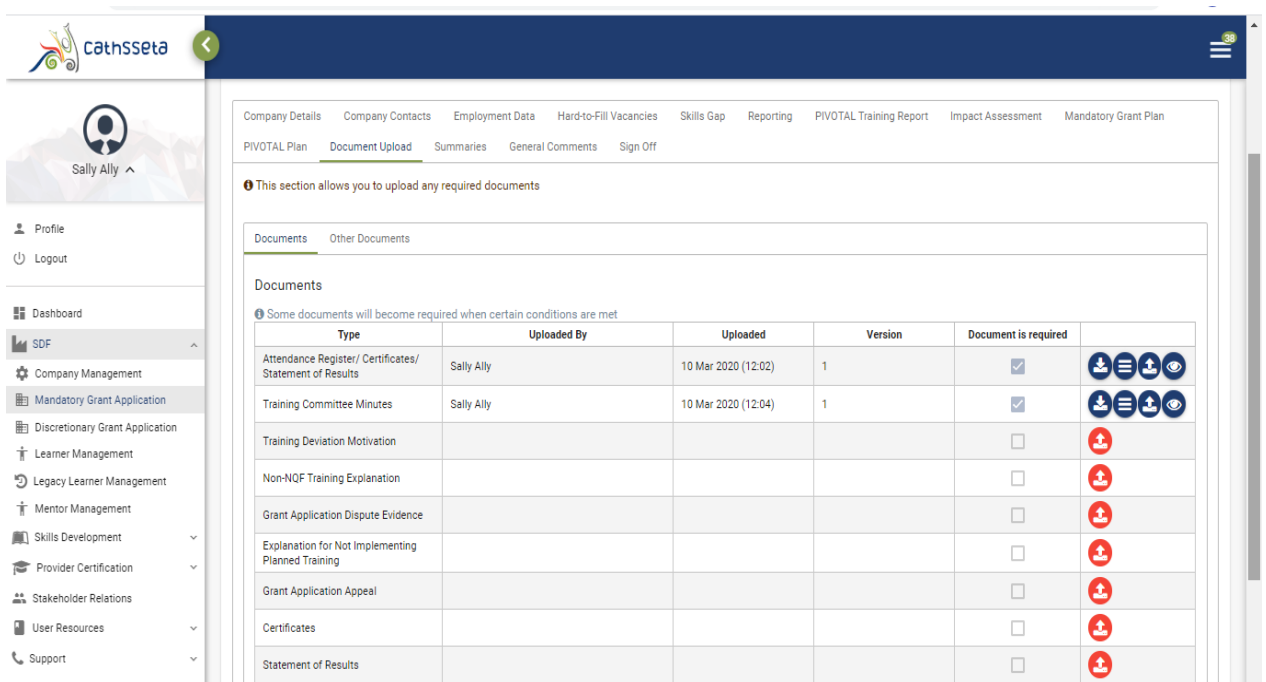 cathsseta
38
Sally Ally
Profile
Logout
Dashboard
SDF
Company Management
Mandatory Grant Application
Discretionary Grant Application
Learner Management
Legacy Learner Management
Mentor Management
Skills Development
Provider Certification
Stakeholder Relations
User Resources
Support
Company Details Company Contacts Employment Data Hard-to-Fill Vacancies Skills Gap Reporting PIVOTAL Training Report Impact Assessment Mandatory Grant Plan
PIVOTAL Plan Document Upload Summaries General Comments Sign Off
This section allows you to upload any required documents
Documents Other Documents
Documents
Some documents will become required when certain conditions are met
Type Uploaded By Uploaded Version Document is required
Attendance Register/ Certificates/
Statement of Results Sally Ally 10 Mar 2020 (12:02) 1
Training Committee Minutes Sally Ally 10 Mar 2020 (12:04) 1
Training Deviation Motivation
Non-NQF Training Explanation
Grant Application Dispute Evidence
Explanation for Not Implementing
Planned Training
Grant Application Appeal
Certificates
Statement of Results